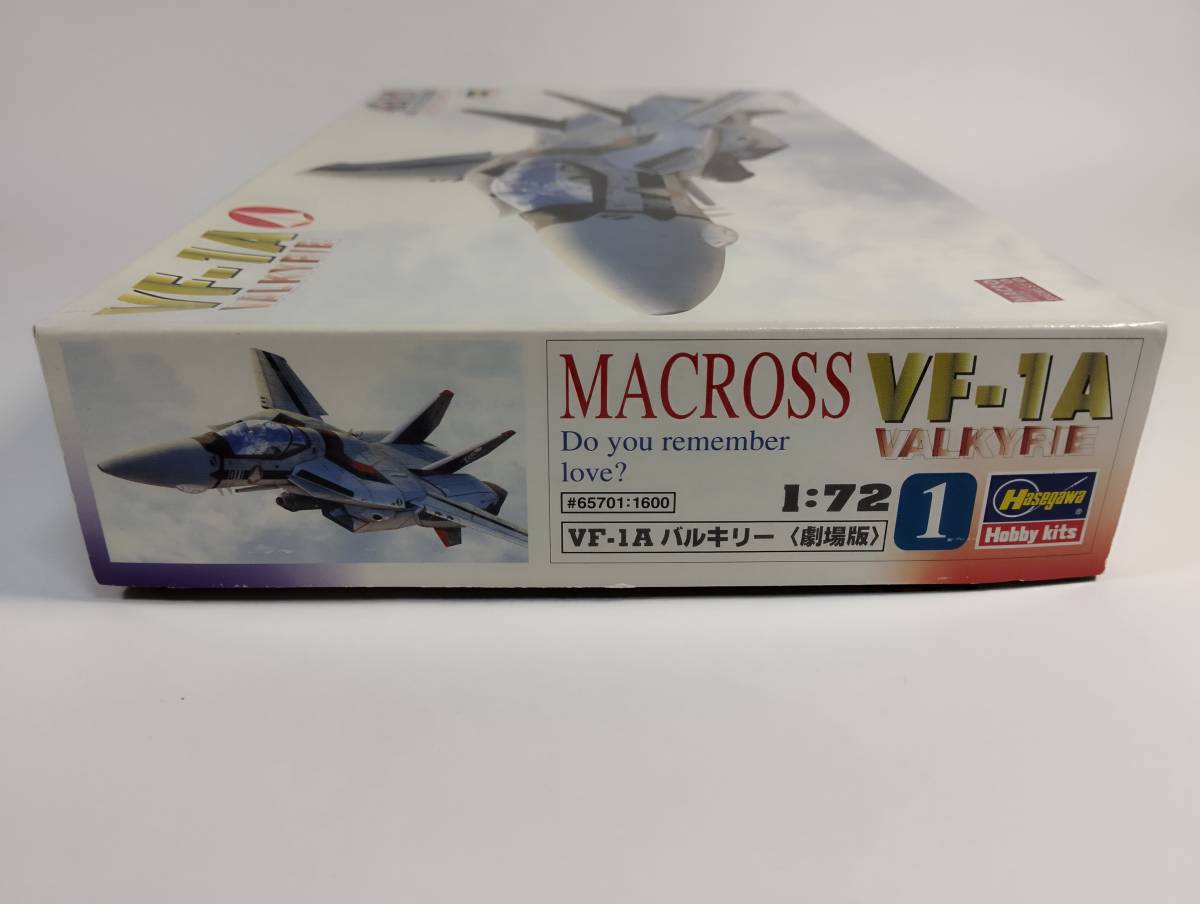 VF-1A
VALKYRIE
011
MACROSS
Do you remember
love?
#65701:1600
VF-1A バルキリー〈劇場版〉
VF-1A
VALKYRIE
1:72
1
Hasegawa
®
Hobby kits